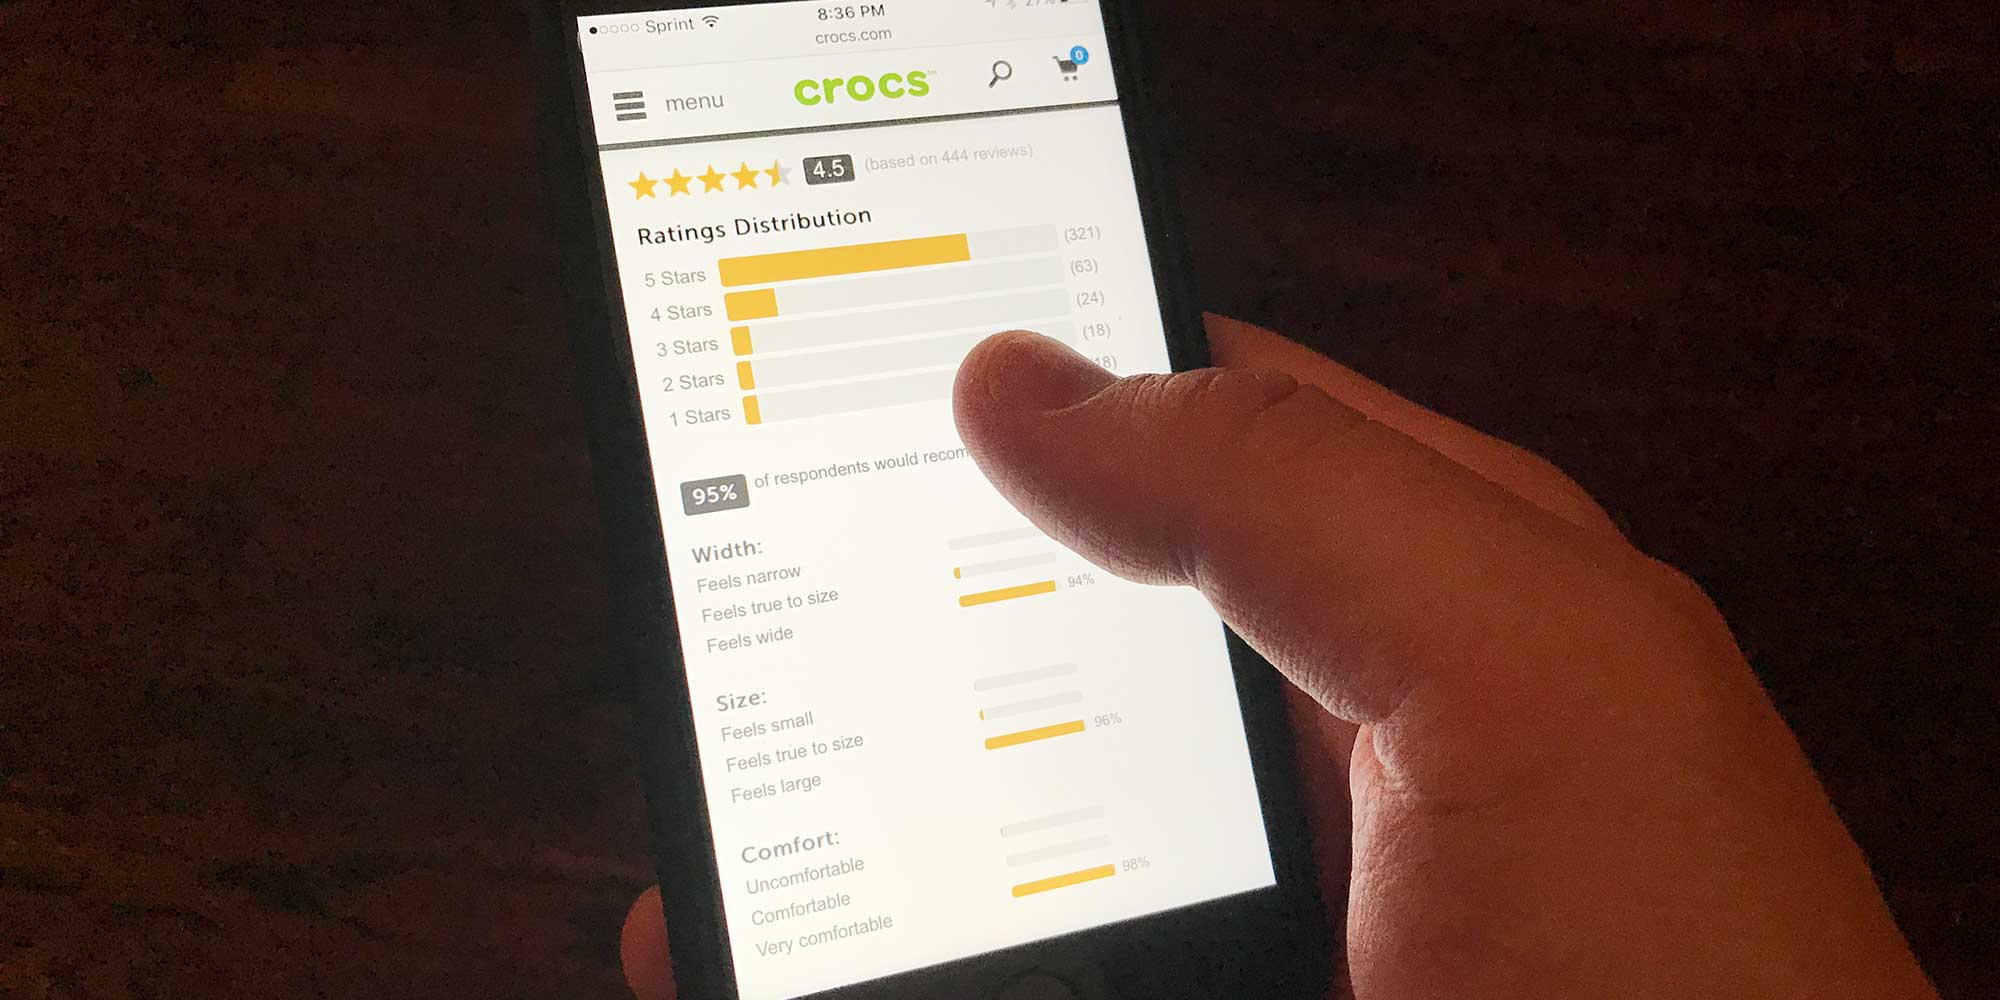 Sprint 8:36 PM 27%
crocs.com
menu crocs 0
4.5 (based on 444 reviews)
Ratings Distribution
5 Stars (321)
4 Stars (63)
3 Stars (24)
2 Stars (18)
1 Stars 18)
95% of respondents would recom
Width:
Feels narrow
Feels true to size 94%
Feels wide
Size:
Feels small
Feels true to size 96%
Feels large
Comfort:
Uncomfortable
Comfortable 98%
Very comfortable